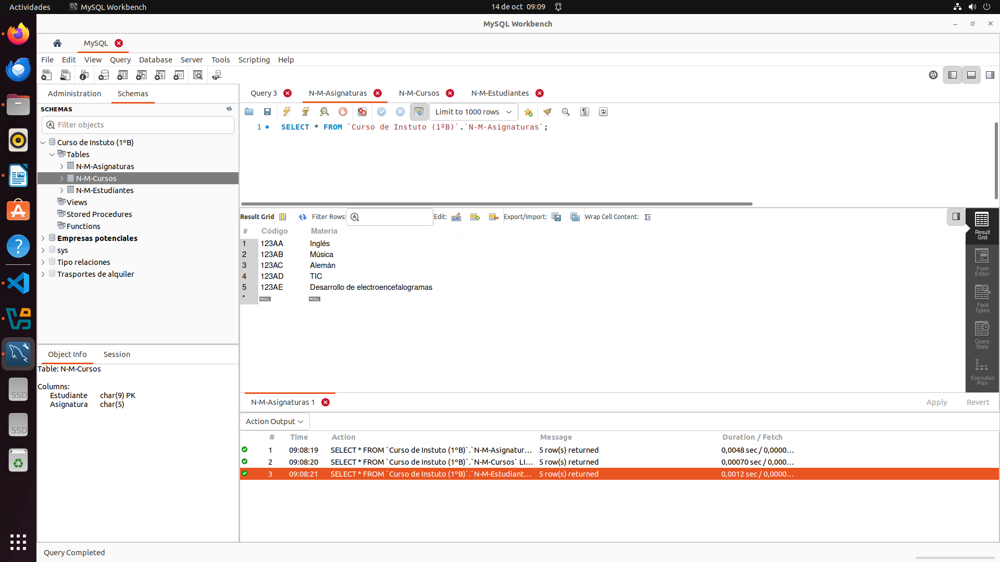 Actividades
MySQL Workbench
14 de oct 09:09
MySQL Workbench
MySQL
File Edit View Query Database Server Tools Scripting Help
Administration Schemas
SCHEMAS
Filter objects
Curso de Instuto (1ºB)
Tables
N-M-Asignaturas
N-M-Cursos
N-M-Estudiantes
Views
Stored Procedures
Functions
Empresas potenciales
sys
Tipo relaciones
Trasportes de alquiler
Object Info Session
Table: N-M-Cursos
Columns:
Estudiante char(9) PK
Asignatura char(5)
Query 3 N-M-Asignaturas N-M-Cursos N-M-Estudiantes
Limit to 1000 rows
1 SELECT * FROM `Curso de Instuto (1ºB)`.`N-M-Asignaturas`;
Result Grid Filter Rows: Edit: Export/Import: Wrap Cell Content:
# Código Materia
1 123AA Inglés
2 123AB Música
3 123AC Alemán
4 123AD TIC
5 123AE Desarrollo de electroencefalogramas
* NULL NULL
Result
Grid
Form
Editor
Field
Types
Query
Stats
Execution
Plan
N-M-Asignaturas 1
Apply Revert
Action Output
# Time Action Message Duration / Fetch
1 09:08:19 SELECT * FROM `Curso de Instuto (1ºB)`.`N-M-Asignatur… 5 row(s) returned 0,0048 sec / 0,0000…
2 09:08:20 SELECT * FROM `Curso de Instuto (1ºB)`.`N-M-Cursos` LI… 5 row(s) returned 0,00070 sec / 0,000…
3 09:08:21 SELECT * FROM `Curso de Instuto (1ºB)`.`N-M-Estudiant… 5 row(s) returned 0,0012 sec / 0,0000…
SSD
SSD
Query Completed